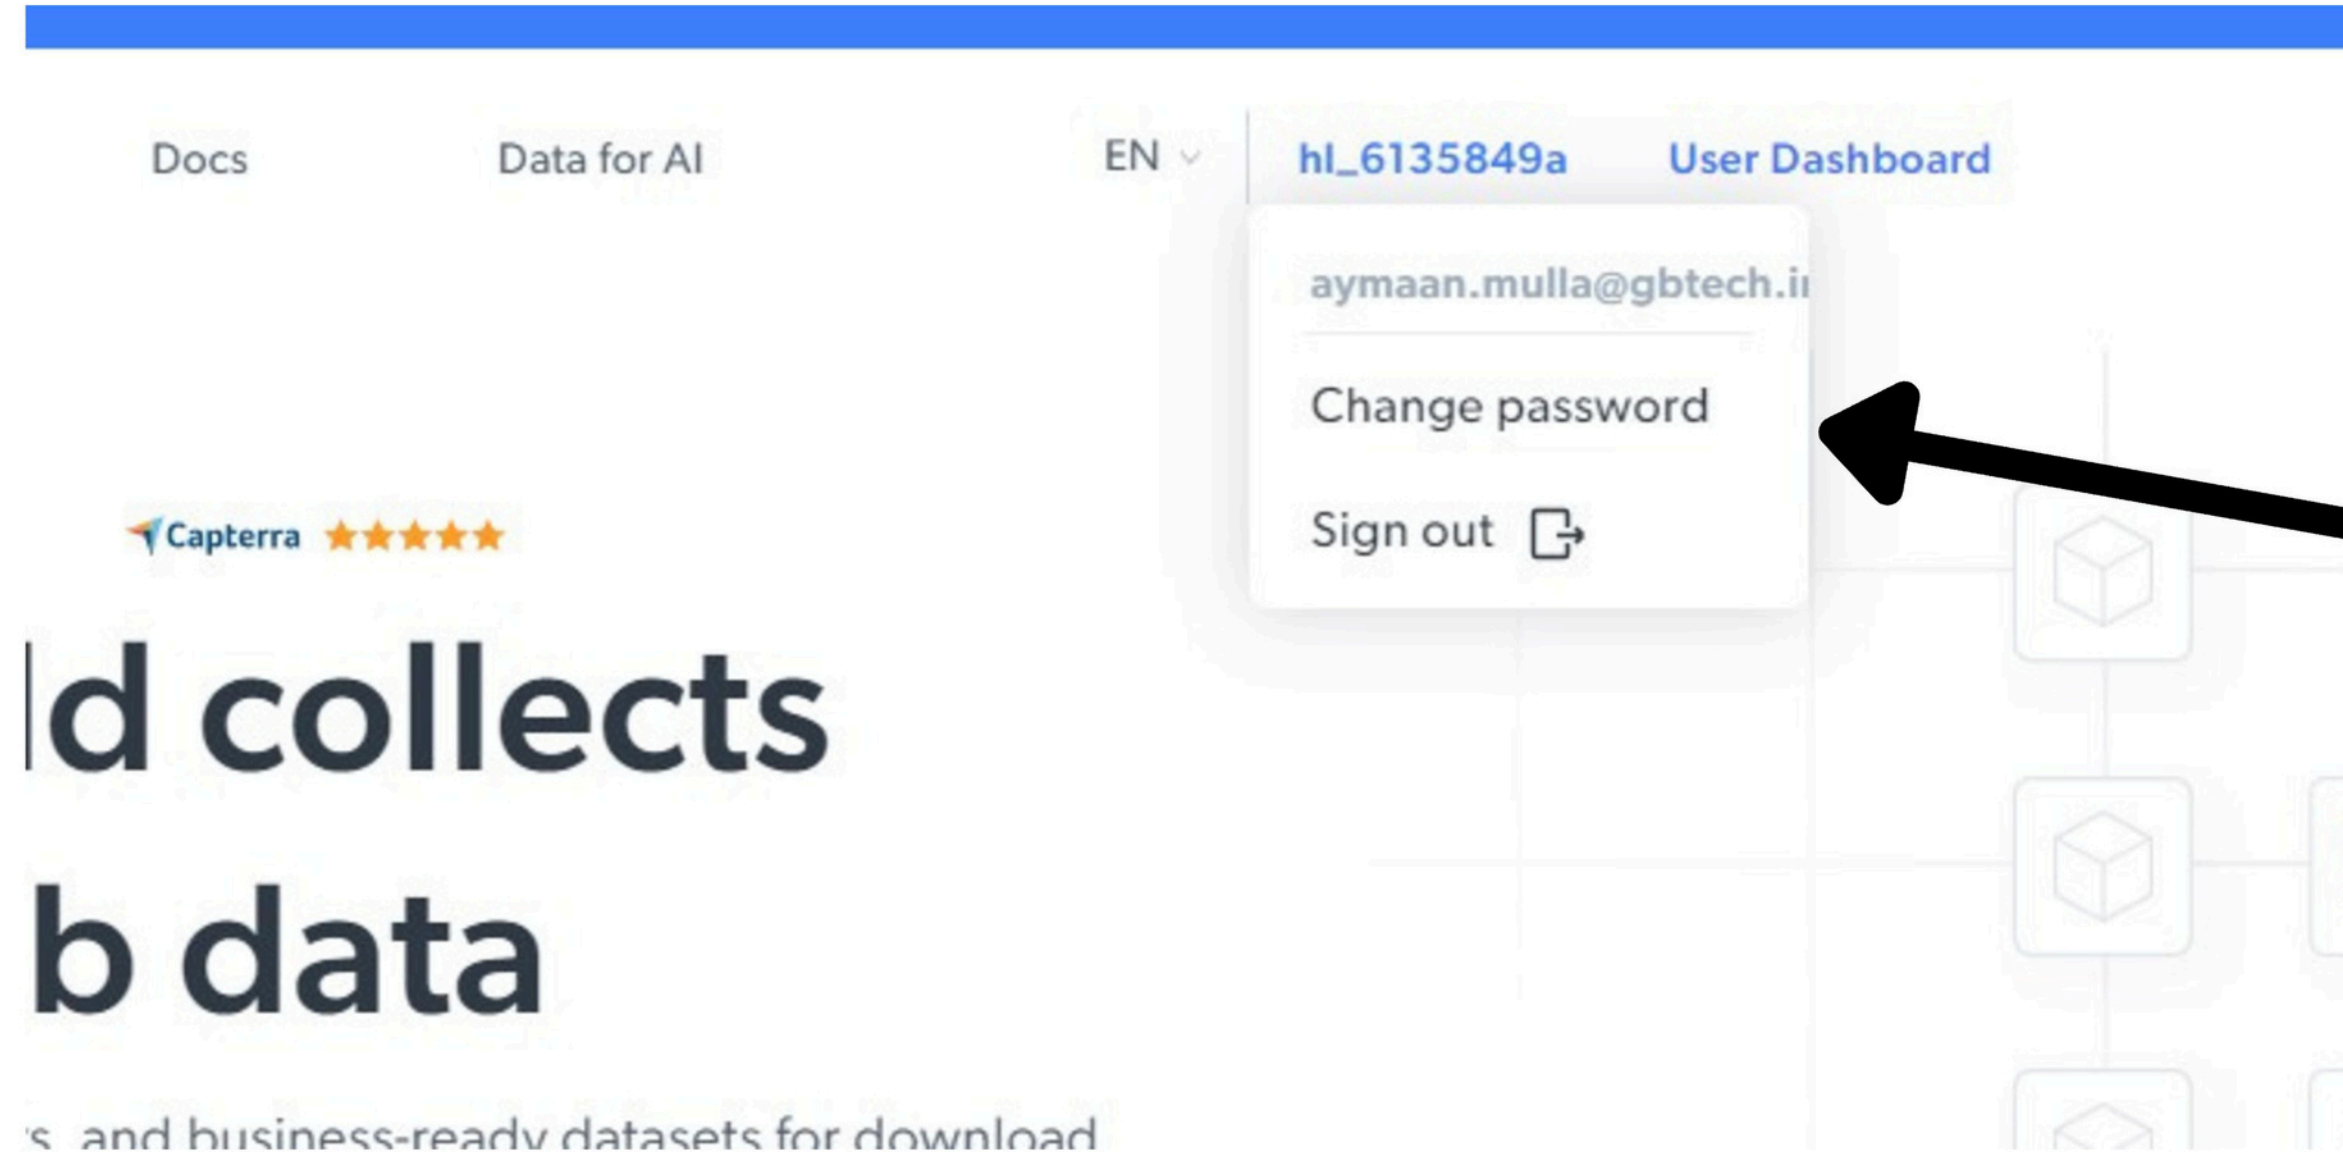 Docs Data for AI EN hl_6135849a User Dashboard
aymaan.mulla@gbtech.i
Change password
Sign out
Capterra
ld collects
b data
s, and business-ready datasets for download